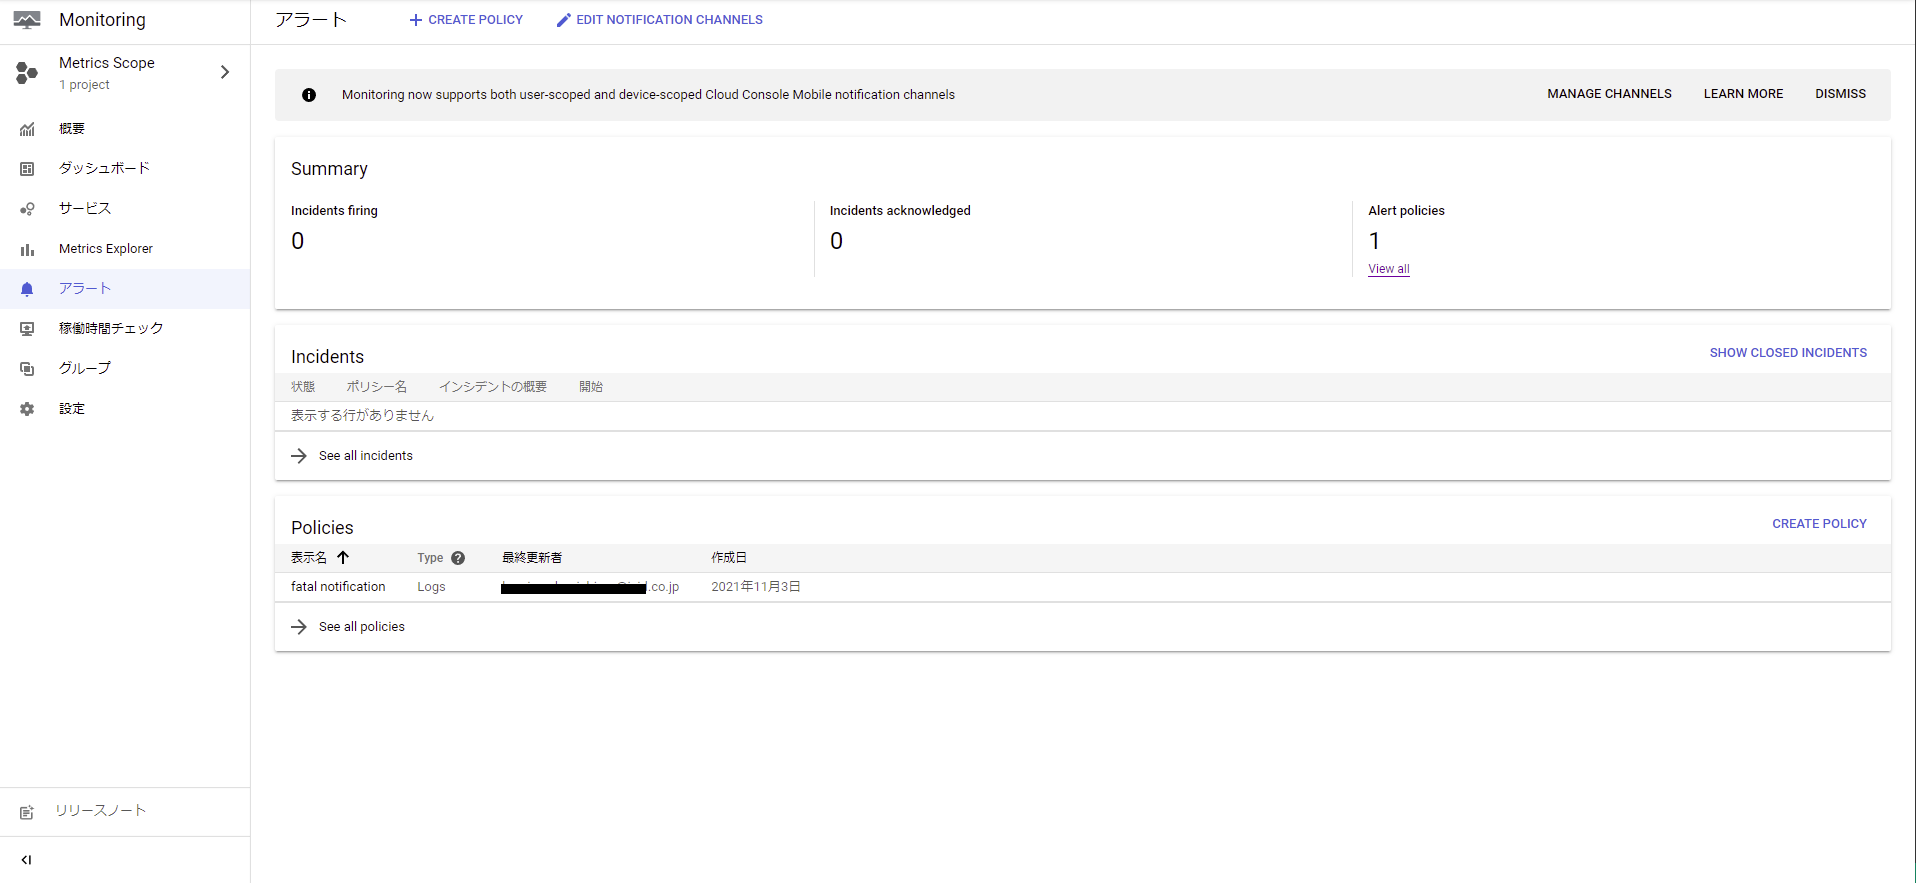 Monitoring
アラート
CREATE POLICY
EDIT NOTIFICATION CHANNELS
Metrics Scope
1 project
概要
ダッシュボード
サービス
Metrics Explorer
アラート
稼働時間チェック
グループ
設定
リリースノート
Monitoring now supports both user-scoped and device-scoped Cloud Console Mobile notification channels
MANAGE CHANNELS
LEARN MORE
DISMISS
Summary
Incidents firing
0
Incidents acknowledged
0
Alert policies
1
View all
Incidents
SHOW CLOSED INCIDENTS
状態 ポリシー名 インシデントの概要 開始
表示する行がありません
See all incidents
Policies
CREATE POLICY
表示名 Type 最終更新者 作成日
fatal notification Logs .co.jp 2021年11月3日
See all policies